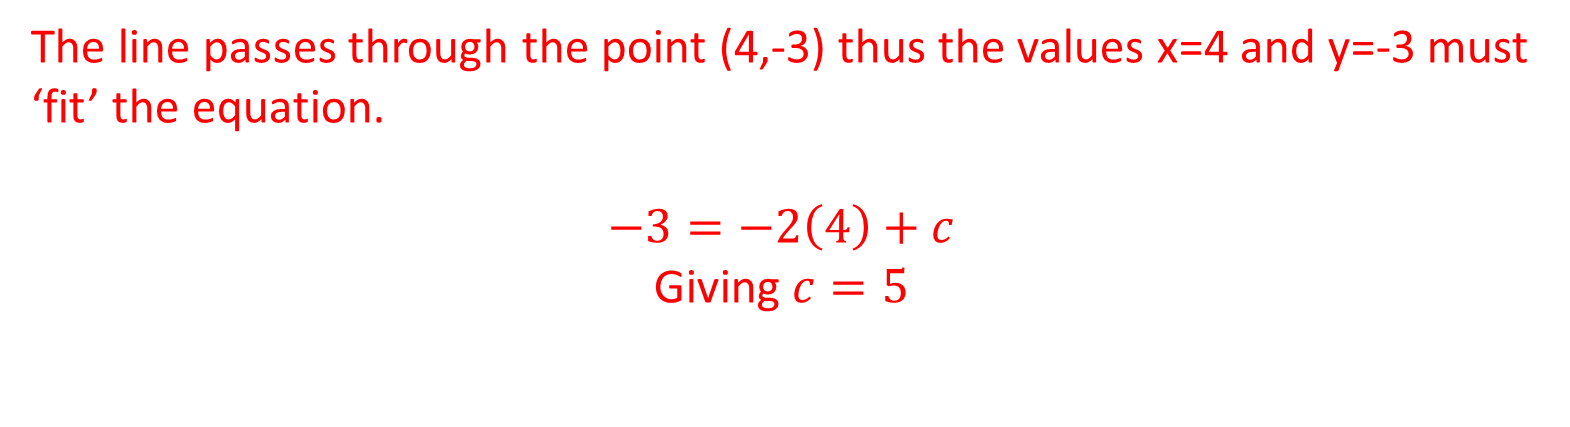 The line passes through the point (4,-3) thus the values x=4 and y=-3 must
‘fit’ the equation.
−3 = −2(4) + c
Giving c = 5